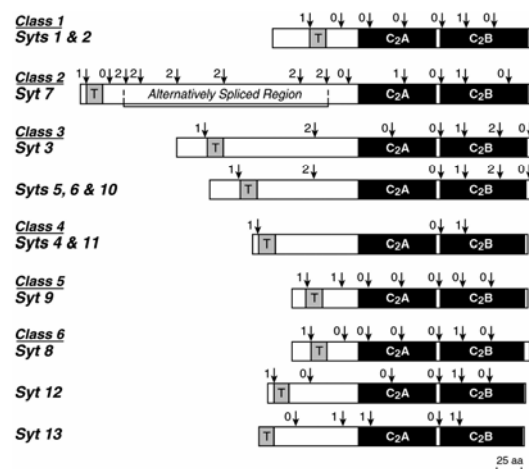 Class 1
1 0 0 0 0 1 0
Syts 1 & 2 T C2A C2B
Class 2
1 0 2 2 2 2 2 2 0 1 0 1 0
Syt 7 T Alternatively Spliced Region C2A C2B
Class 3
1 2 0 0 1 2 0
Syt 3 T C2A C2B
1 2 0 1 2 0
Syts 5, 6 & 10 T C2A C2B
Class 4
1 0 1
Syts 4 & 11 T C2A C2B
Class 5
1 1 0 0 0 0 0
Syt 9 T C2A C2B
Class 6
1 0 0 0 0 1 0
Syt 8 T C2A C2B
1 0 0 0 0 1 0
Syt 12 T C2A C2B
0 1 1 0 1
Syt 13 T C2A C2B
25 aa